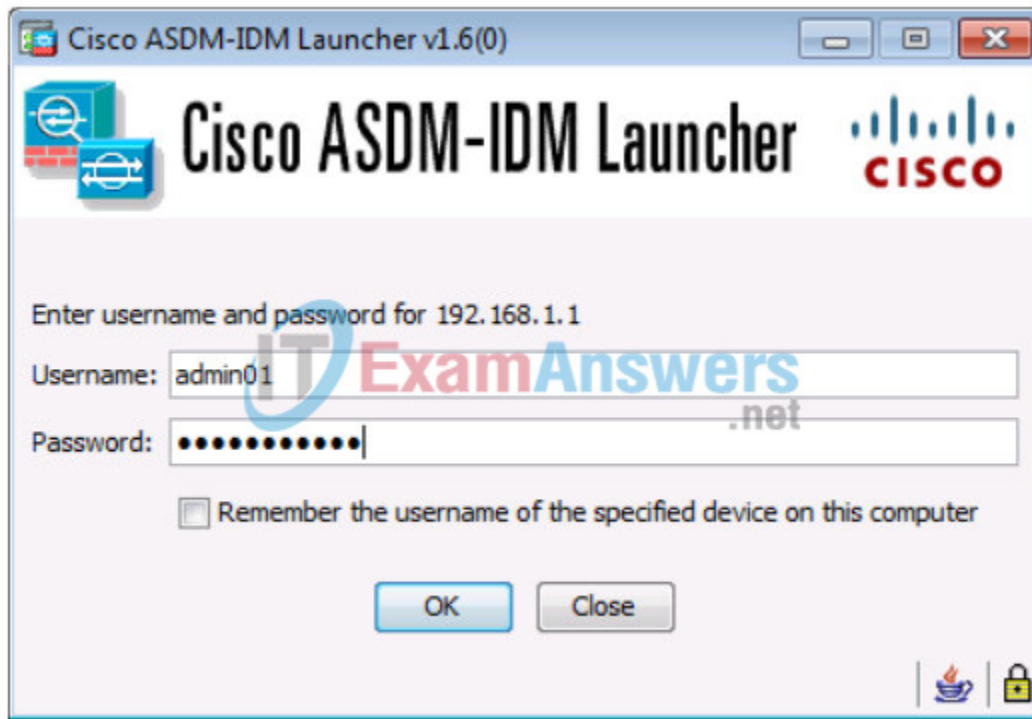 Cisco ASDM-IDM Launcher v1.6(0)
Cisco ASDM-IDM Launcher
CISCO
Enter username and password for 192.168.1.1
Username: admin01
Password: •••••••••••
ITExamAnswers
.net
Remember the username of the specified device on this computer
OK Close